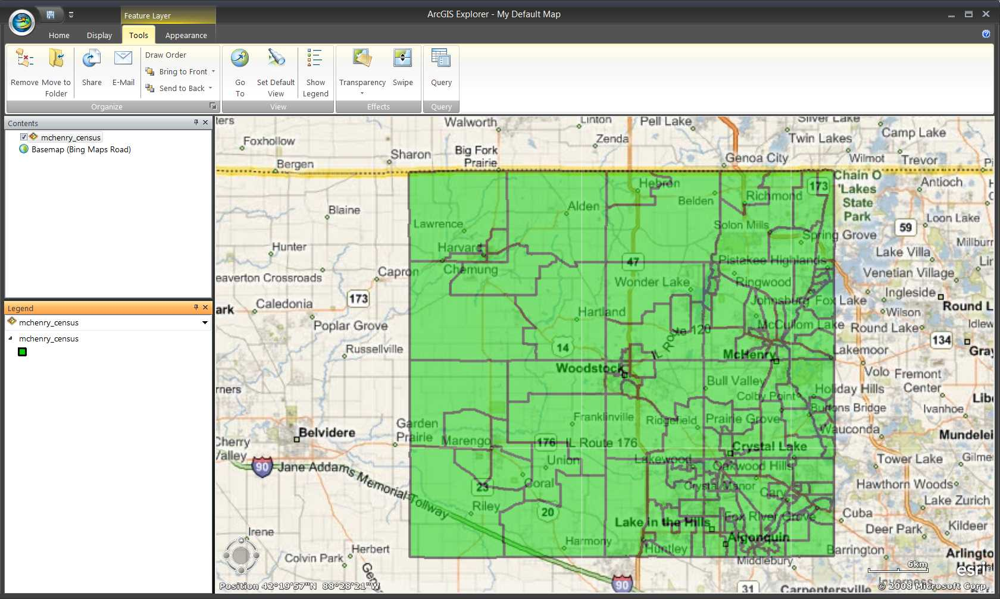 ArcGIS Explorer - My Default Map
Feature Layer
Home Display Tools Appearance
Remove
Move to Folder
Share
E-Mail
Draw Order
Bring to Front
Send to Back
Go To
Set Default View
Show Legend
Transparency
Swipe
Query
Organize
View
Effects
Query
Contents
mchenry_census
Basemap (Bing Maps Road)
Legend
mchenry_census
mchenry_census
ters
Walworth
Linton
Pell Lake
Silver Lake
Camp Lake
Foxhollow
Zenda
Twin Lakes
Big Fork
Prairie
Sharon
Bergen
Genoa City
Wilmot
Trevor
Chain O
'Lakes
State
Park
Antioch
Hebron
173
Richmond
Belden
Alden
Blaine
Loon Lake
59
Lawrence
Solon Mills
Spring Grove
Millburn
Hunter
Harvard
Lake Villa
47
Pistakee Highlands
Chemung
Capron
eaverton Crossroads
Venetian Village
Wonder Lake
Ringwood
173
Ingleside
Johnsburg
Fox Lake
Caledonia
ark
Round L
Hartland
Wilson
Poplar Grove
McCullom Lake
Round Lake
Idlew
IL Route 120
134
14
Russellville
Lakemoor
Gray
McHenry
Woodstock
Volo
Fremont
Center
Bull Valley
rners
Holiday Hills
Colby Point
Lib
Burtons Bridge
Ivanhoe
Franklinville
Ridgefield
Prairie Grove
Garden
Prairie
Wauconda
Belvidere
Mundelei
Marengo
176
IL Route 176
Cherry
Valley
Crystal Lake
Union
Lakewood
Tower Lake
Gilme
90
Jane Addams Memorial Tollway
Oakwood Hills
Coral
Crystal Manor
Cary
Hawthorn Woods
23
Lake Zurich
Riley
20
Cuba
Fox River Grove
Lake in the Hills
Deer Park
Kildeer
Irene
Algonquin
Harmony
Huntley
Barrington
Herbert
Arlington
Colvin Park
Middlebury
Heigh
6km
esri
Inverness
90
31
Carpentersville
Position 42°19'57"N 88°28'21"W
© 2008 Microsoft Corp.